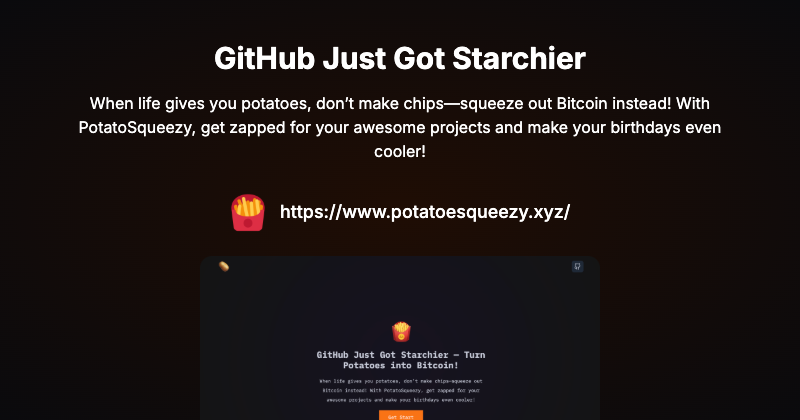 GitHub Just Got Starchier
When life gives you potatoes, don’t make chips—squeeze out Bitcoin instead! With
PotatoSqueezy, get zapped for your awesome projects and make your birthdays even
cooler!
https://www.potatoesqueezy.xyz/
GitHub Just Got Starchier — Turn
Potatoes into Bitcoin!
When life gives you potatoes, don't make chips—squeeze out
Bitcoin instead! With PotatoSqueezy, get zapped for your
awesome projects and make your birthdays even cooler!
Get Start